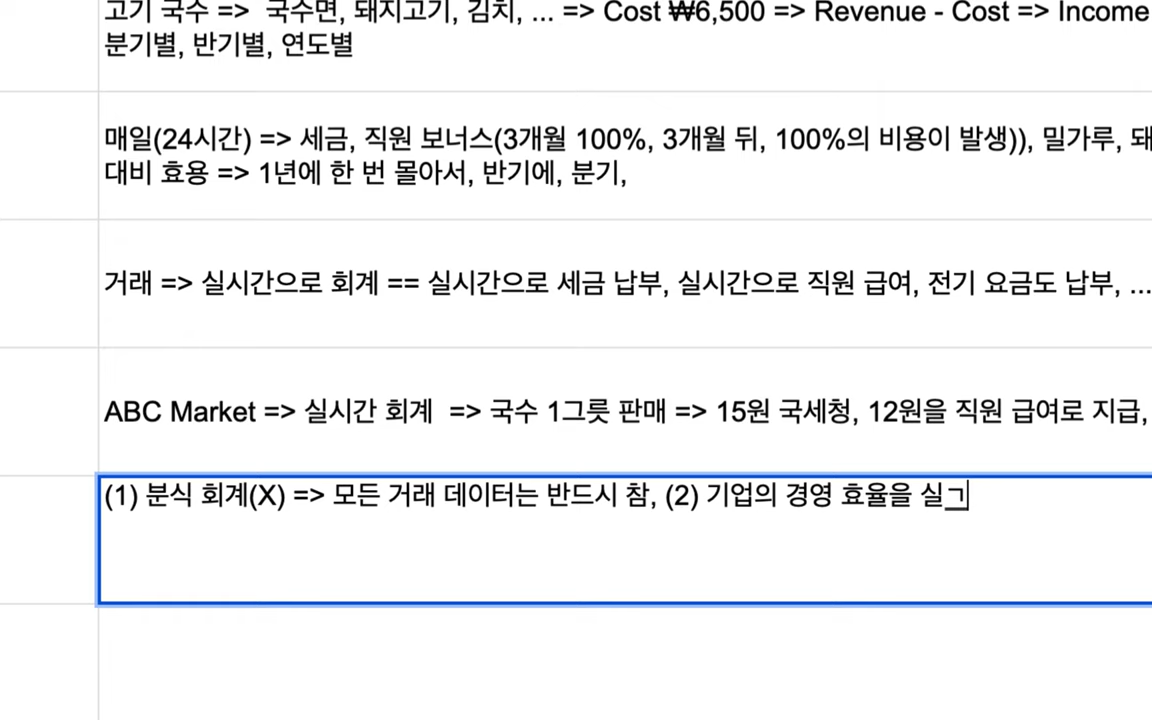 고기 국수 =>  국수면, 돼지고기, 김치, ... => Cost ₩6,500 => Revenue - Cost => Income
분기별, 반기별, 연도별
매일(24시간) => 세금, 직원 보너스(3개월 100%, 3개월 뒤, 100%의 비용이 발생)), 밀가루, 돼
대비 효용 => 1년에 한 번 몰아서, 반기에, 분기,
거래 => 실시간으로 회계 == 실시간으로 세금 납부, 실시간으로 직원 급여, 전기 요금도 납부, ...
ABC Market => 실시간 회계  => 국수 1그릇 판매 => 15원 국세청, 12원을 직원 급여로 지급,
(1) 분식 회계(X) => 모든 거래 데이터는 반드시 참, (2) 기업의 경영 효율을 실ㄱ